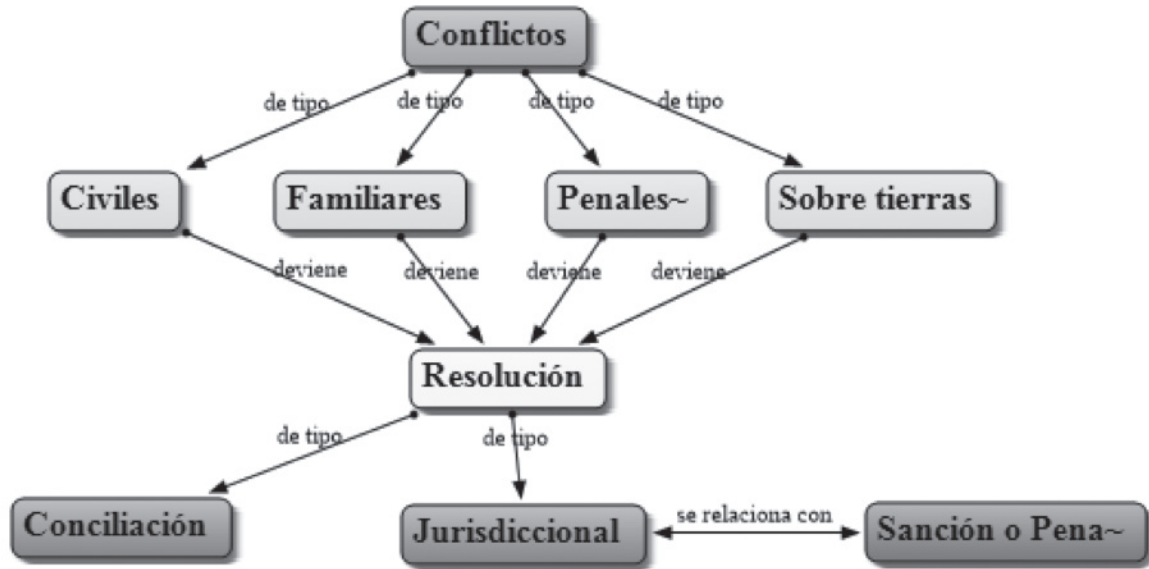 Conflictos
de tipo de tipo de tipo de tipo
Civiles Familiares Penales~ Sobre tierras
deviene deviene deviene deviene
Resolución
de tipo de tipo
Conciliación Jurisdiccional se relaciona con Sanción o Pena~